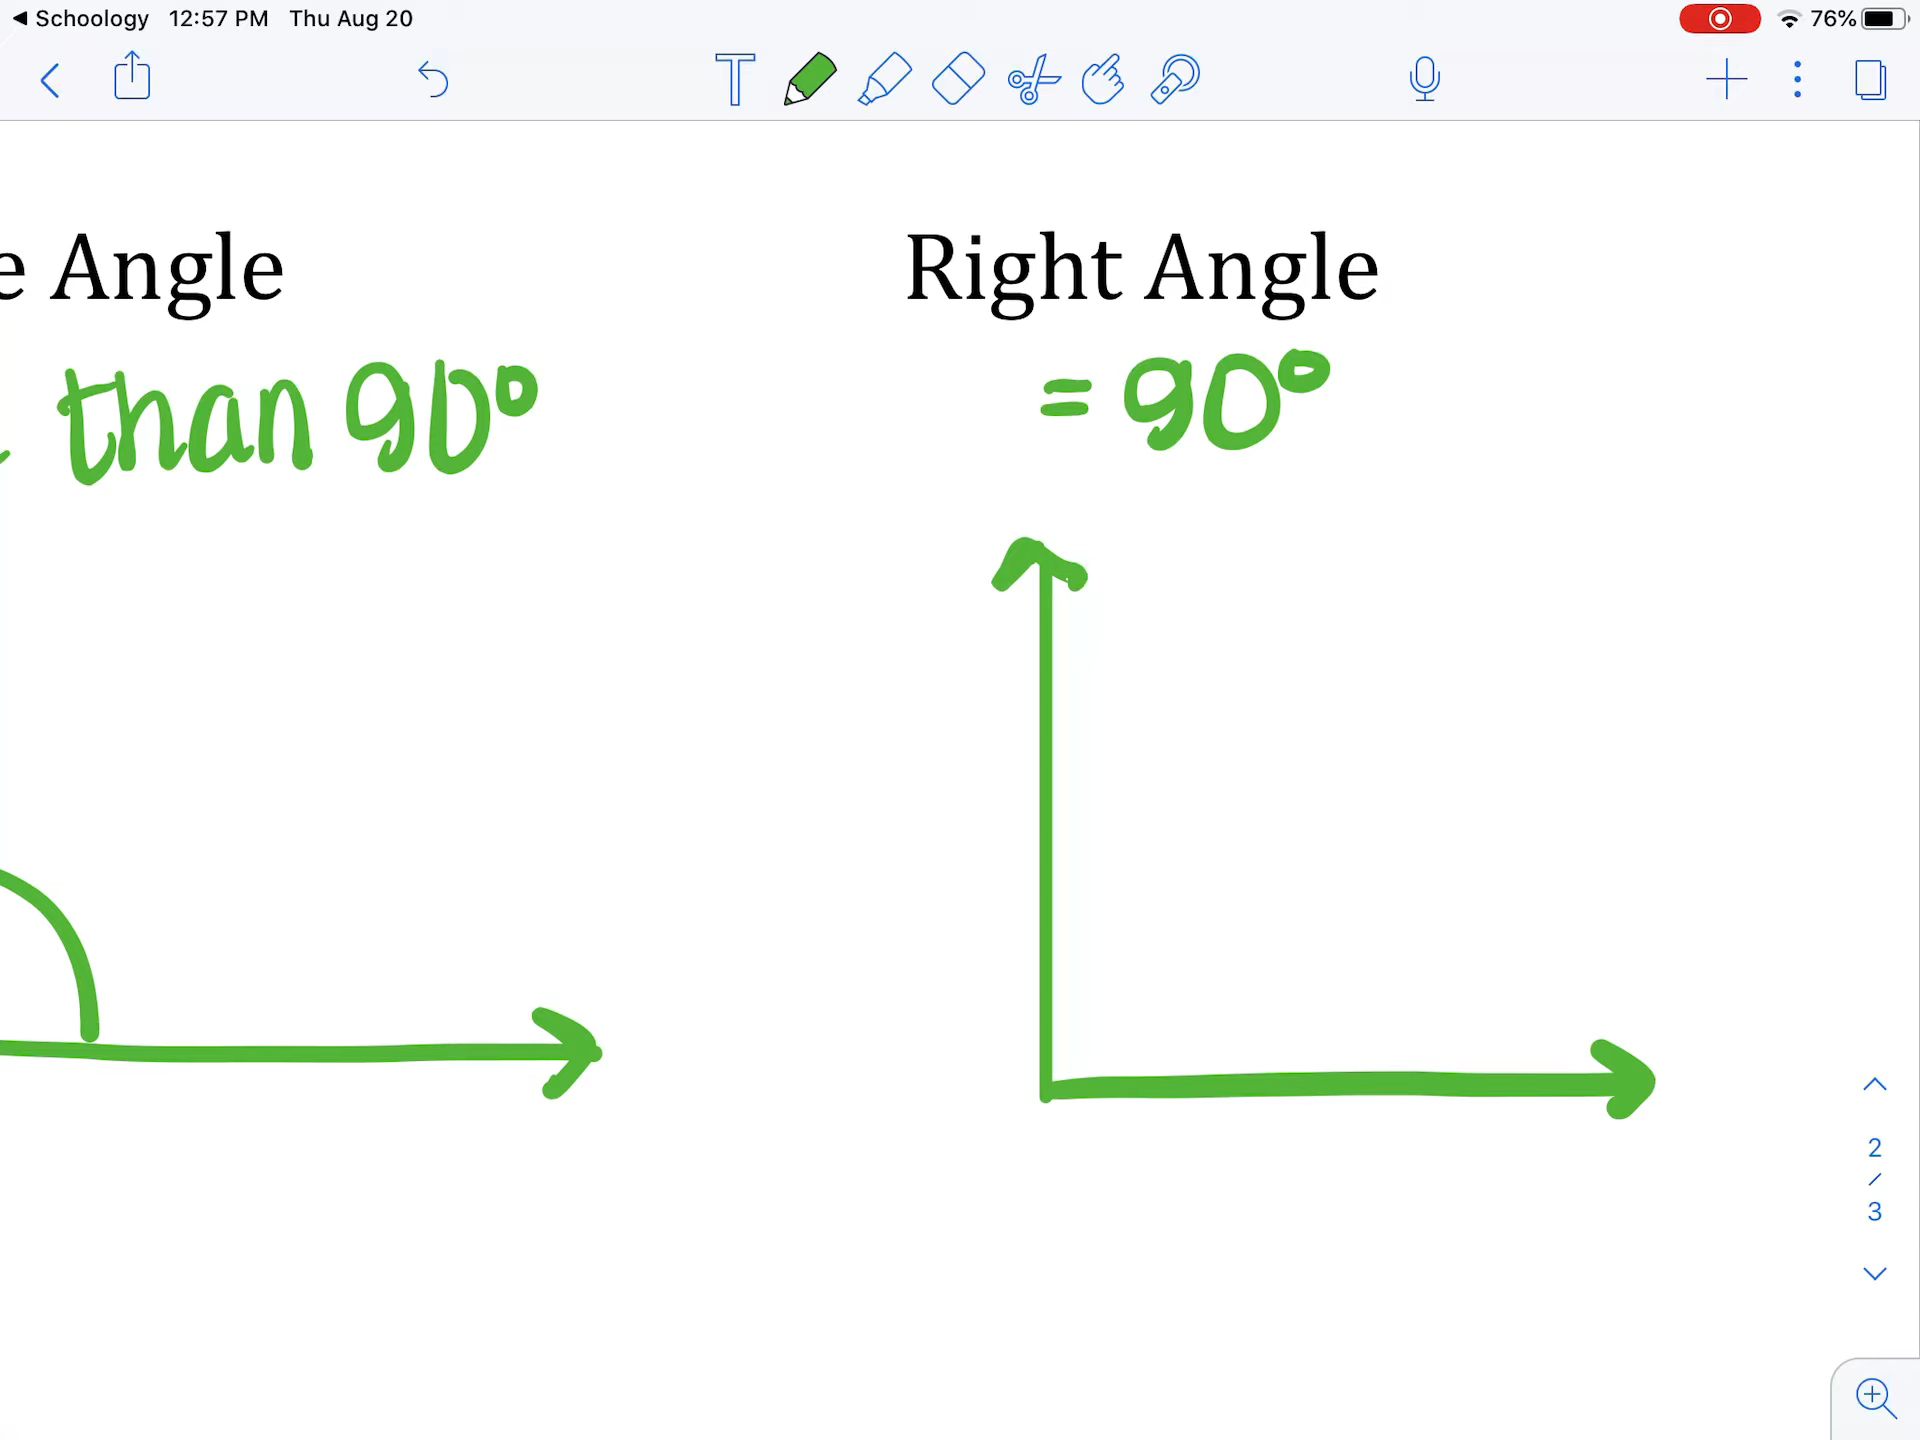 Schoology 12:57 PM Thu Aug 20 76%
e Angle
than 90°
Right Angle
= 90°
2
/
3